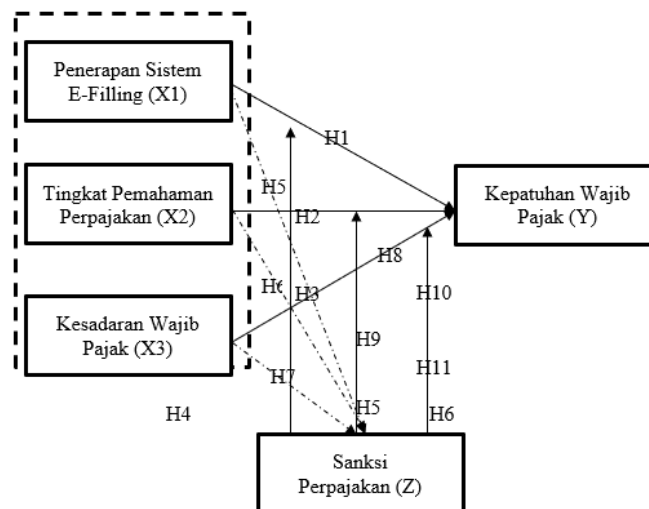 Penerapan Sistem
E-Filling (X1)
H1
Tingkat Pemahaman
Perpajakan (X2)
H5
H2
Kepatuhan Wajib
Pajak (Y)
H8
H6
H3
H10
Kesadaran Wajib
Pajak (X3)
H9
H7
H11
H4
H5
H6
Sanksi
Perpajakan (Z)